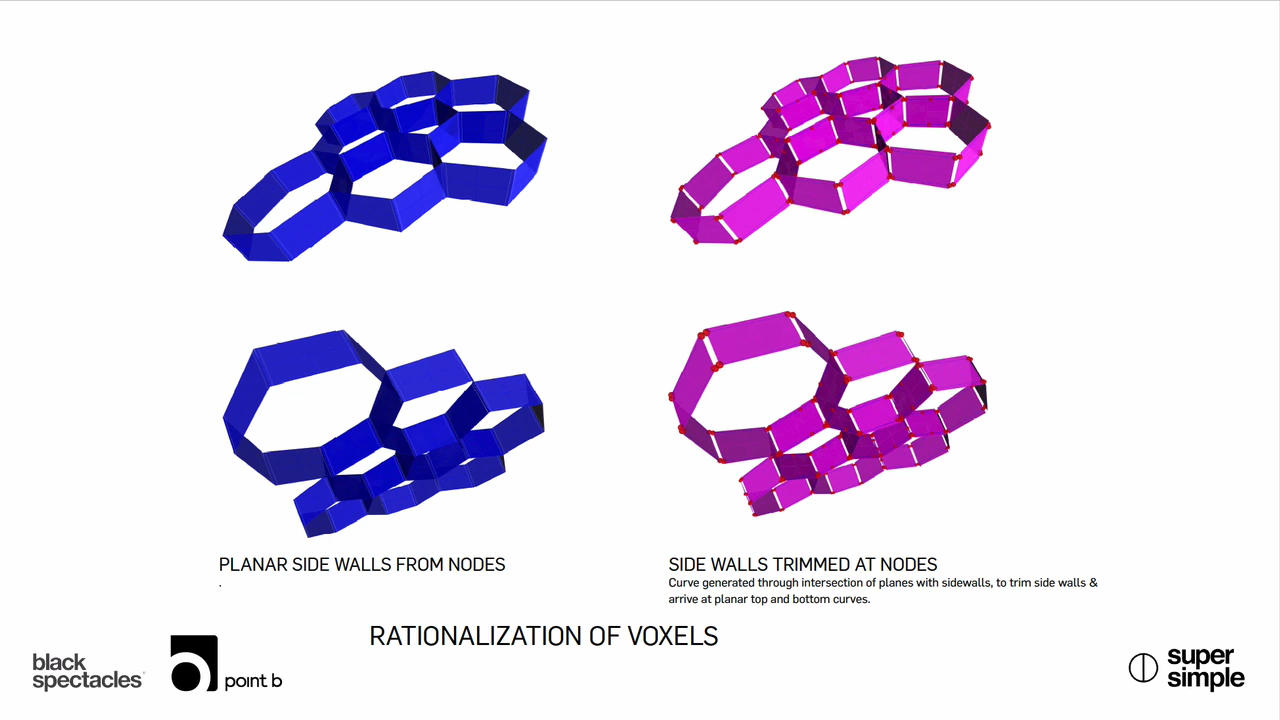 PLANAR SIDE WALLS FROM NODES
.
SIDE WALLS TRIMMED AT NODES
Curve generated through intersection of planes with sidewalls, to trim side walls &
arrive at planar top and bottom curves.
RATIONALIZATION OF VOXELS
black
spectacles
point b
super
simple